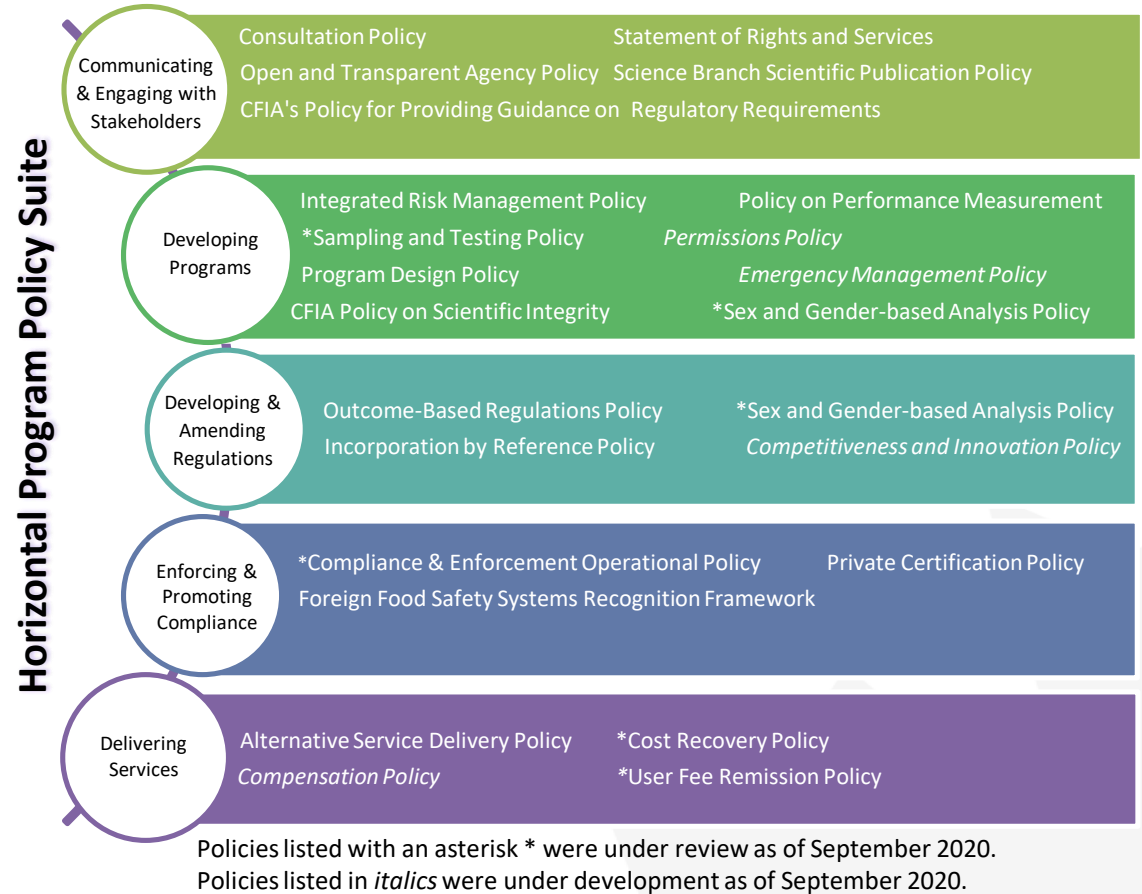 Horizontal Program Policy Suite
Communicating
& Engaging with
Stakeholders
Consultation Policy Statement of Rights and Services
Open and Transparent Agency Policy Science Branch Scientific Publication Policy
CFIA's Policy for Providing Guidance on Regulatory Requirements
Developing
Programs
Integrated Risk Management Policy Policy on Performance Measurement
*Sampling and Testing Policy Permissions Policy
Program Design Policy Emergency Management Policy
CFIA Policy on Scientific Integrity *Sex and Gender-based Analysis Policy
Developing &
Amending
Regulations
Outcome-Based Regulations Policy *Sex and Gender-based Analysis Policy
Incorporation by Reference Policy Competitiveness and Innovation Policy
Enforcing &
Promoting
Compliance
*Compliance & Enforcement Operational Policy Private Certification Policy
Foreign Food Safety Systems Recognition Framework
Delivering
Services
Alternative Service Delivery Policy *Cost Recovery Policy
Compensation Policy *User Fee Remission Policy
Policies listed with an asterisk * were under review as of September 2020.
Policies listed in italics were under development as of September 2020.